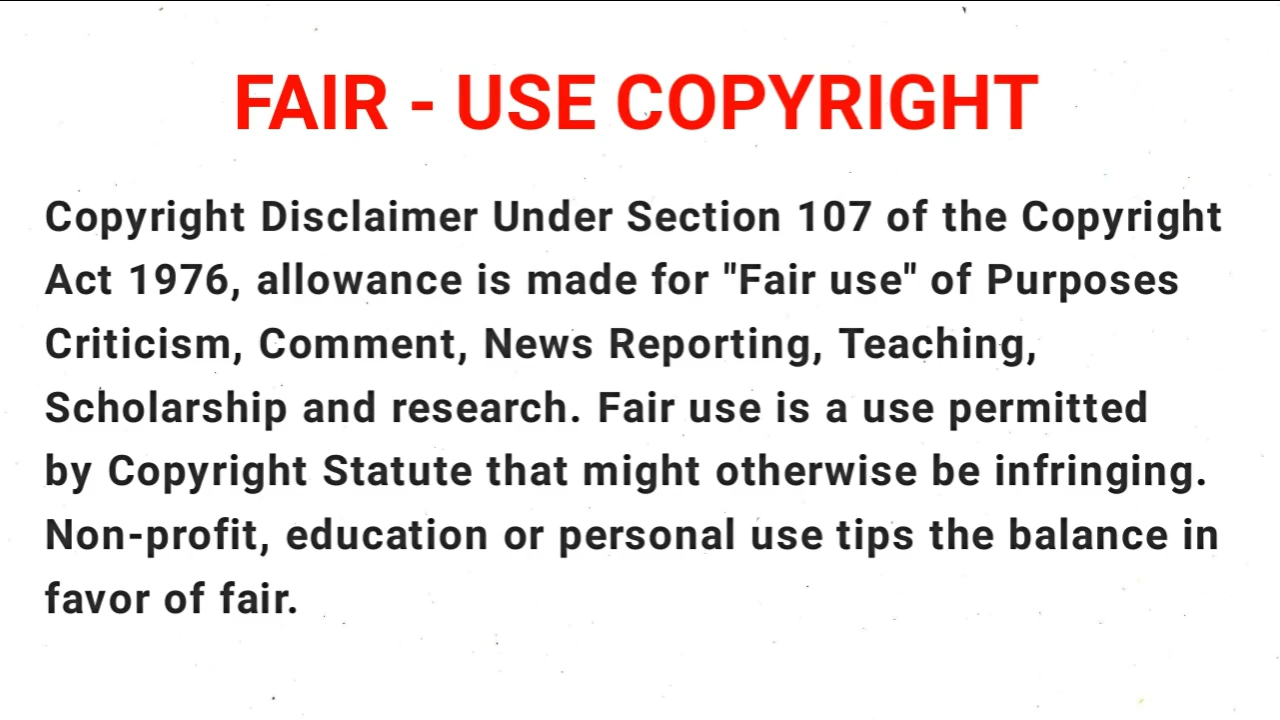 FAIR - USE COPYRIGHT
Copyright Disclaimer Under Section 107 of the Copyright
Act 1976, allowance is made for "Fair use" of Purposes
Criticism, Comment, News Reporting, Teaching,
Scholarship and research. Fair use is a use permitted
by Copyright Statute that might otherwise be infringing.
Non-profit, education or personal use tips the balance in
favor of fair.